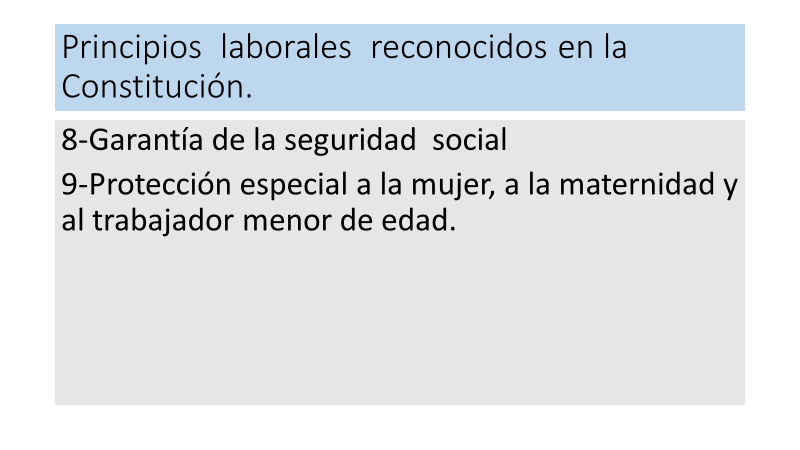 Principios  laborales  reconocidos en la
Constitución.
8-Garantía de la seguridad  social
9-Protección especial a la mujer, a la maternidad y
al trabajador menor de edad.